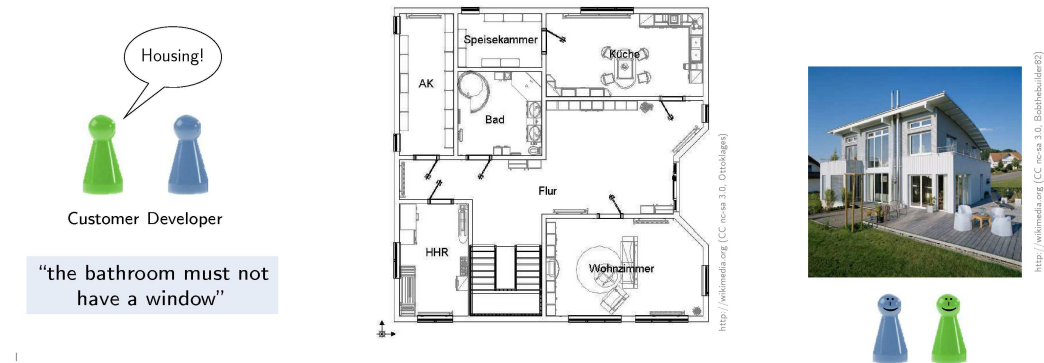 Housing!
Customer Developer
“the bathroom must not
have a window”
Speisekammer
Küche
AK
Bad
Flur
HHR
Wohnzimmer
http://wikimedia.org (CC nc-sa 3.0, Ottoklages)
http://wikimedia.org (CC nc-sa 3.0, Bobthebuilder82)